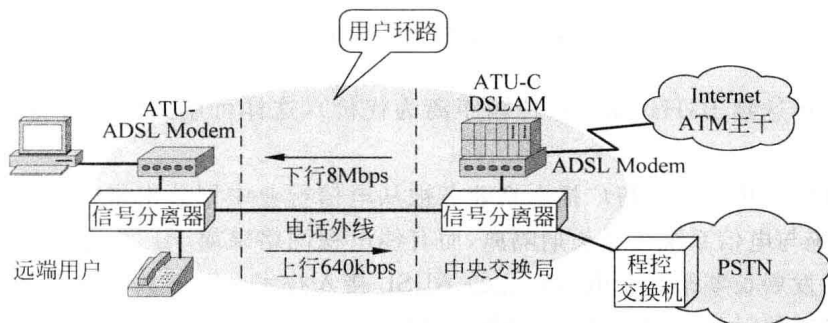 用户环路
ATU-
ADSL Modem
ATU-C
DSLAM
Internet
ATM主干
下行8Mbps
ADSL Modem
信号分离器
电话外线
信号分离器
远端用户
上行640kbps
中央交换局
程控
交换机
PSTN